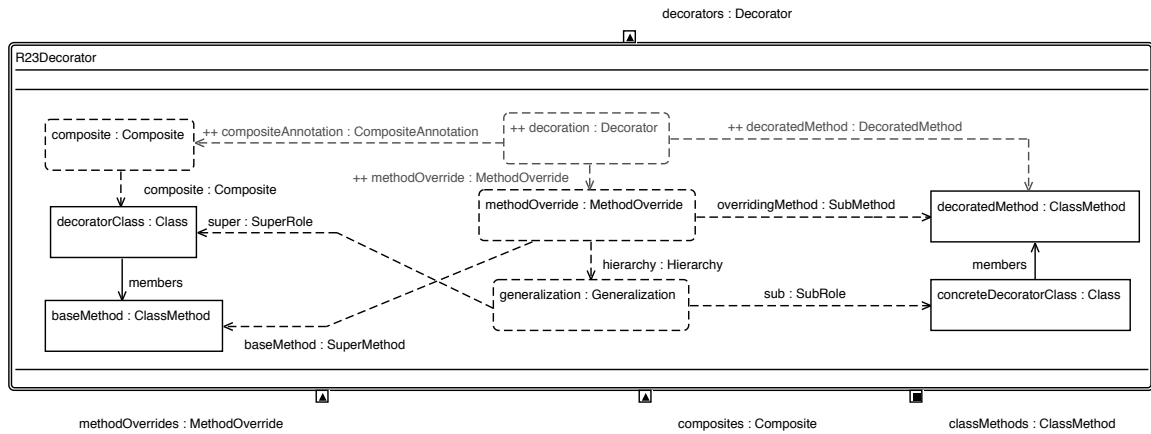 decorators : Decorator
R23Decorator
composite : Composite
++ compositeAnnotation : CompositeAnnotation
++ decoration : Decorator
++ decoratedMethod : DecoratedMethod
composite : Composite
++ methodOverride : MethodOverride
decoratorClass : Class
super : SuperRole
methodOverride : MethodOverride
overridingMethod : SubMethod
decoratedMethod : ClassMethod
members
hierarchy : Hierarchy
members
baseMethod : ClassMethod
generalization : Generalization
sub : SubRole
concreteDecoratorClass : Class
baseMethod : SuperMethod
methodOverrides : MethodOverride
composites : Composite
classMethods : ClassMethod